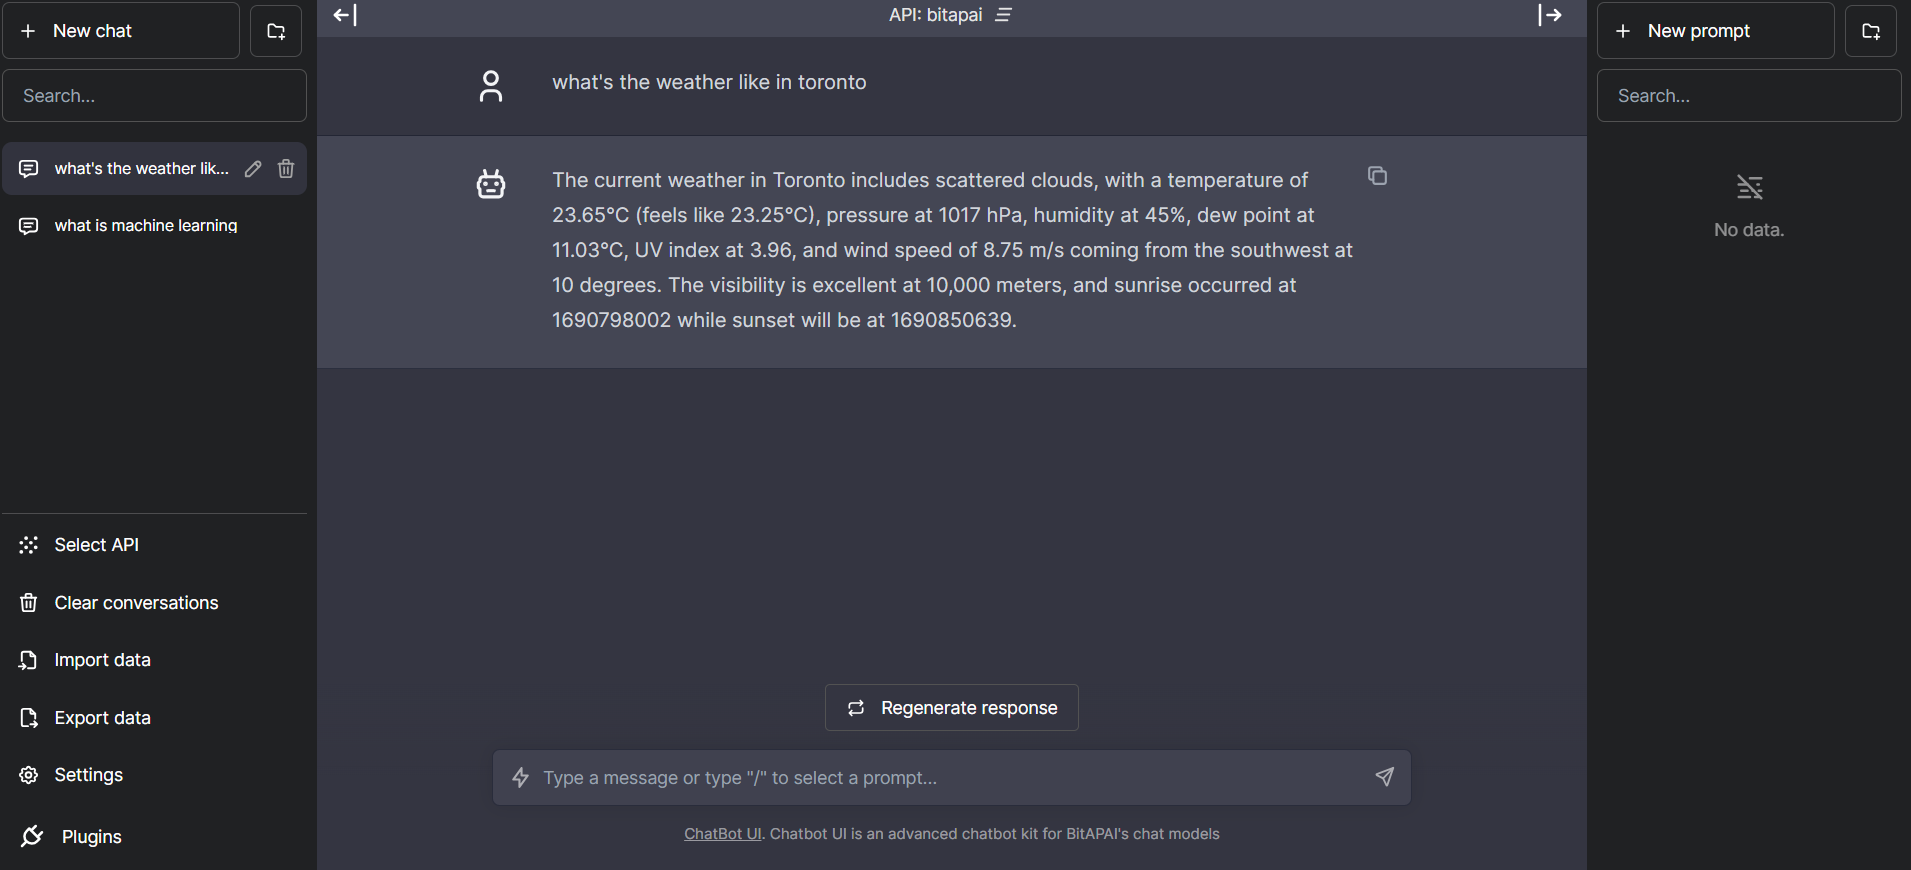 New chat
Search...
what's the weather lik...
what is machine learning
Select API
Clear conversations
Import data
Export data
Settings
Plugins
API: bitapai
what's the weather like in toronto
The current weather in Toronto includes scattered clouds, with a temperature of
23.65°C (feels like 23.25°C), pressure at 1017 hPa, humidity at 45%, dew point at
11.03°C, UV index at 3.96, and wind speed of 8.75 m/s coming from the southwest at
10 degrees. The visibility is excellent at 10,000 meters, and sunrise occurred at
1690798002 while sunset will be at 1690850639.
Regenerate response
Type a message or type "/" to select a prompt...
ChatBot UI. Chatbot UI is an advanced chatbot kit for BitAPAI's chat models
New prompt
Search...
No data.